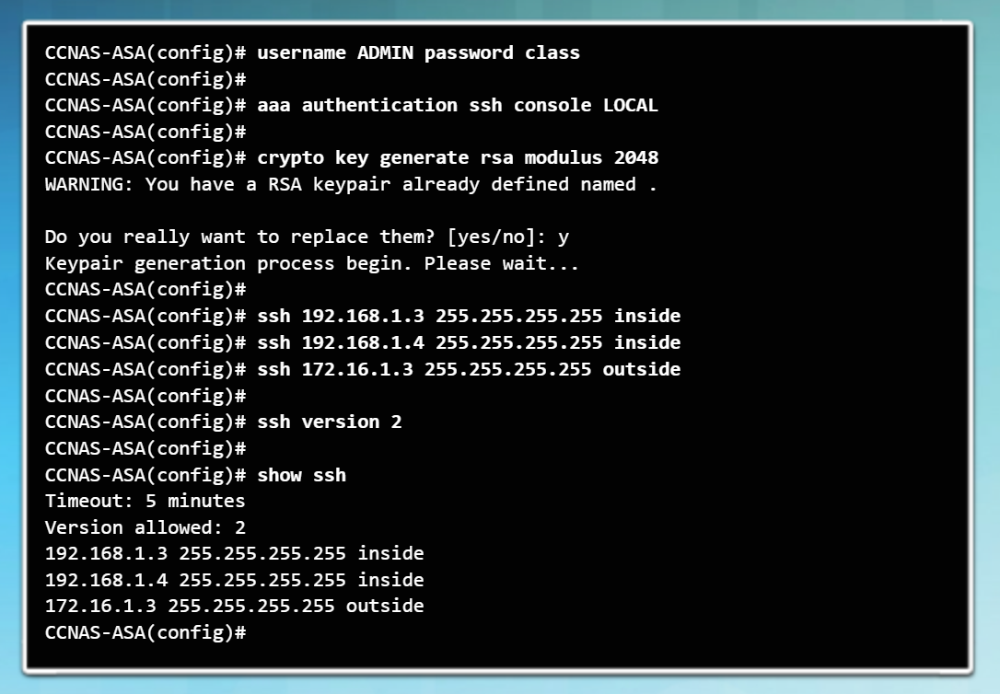 CCNAS-ASA(config)# username ADMIN password class
CCNAS-ASA(config)#
CCNAS-ASA(config)# aaa authentication ssh console LOCAL
CCNAS-ASA(config)#
CCNAS-ASA(config)# crypto key generate rsa modulus 2048
WARNING: You have a RSA keypair already defined named .
Do you really want to replace them? [yes/no]: y
Keypair generation process begin. Please wait...
CCNAS-ASA(config)#
CCNAS-ASA(config)# ssh 192.168.1.3 255.255.255.255 inside
CCNAS-ASA(config)# ssh 192.168.1.4 255.255.255.255 inside
CCNAS-ASA(config)# ssh 172.16.1.3 255.255.255.255 outside
CCNAS-ASA(config)#
CCNAS-ASA(config)# ssh version 2
CCNAS-ASA(config)#
CCNAS-ASA(config)# show ssh
Timeout: 5 minutes
Version allowed: 2
192.168.1.3 255.255.255.255 inside
192.168.1.4 255.255.255.255 inside
172.16.1.3 255.255.255.255 outside
CCNAS-ASA(config)#